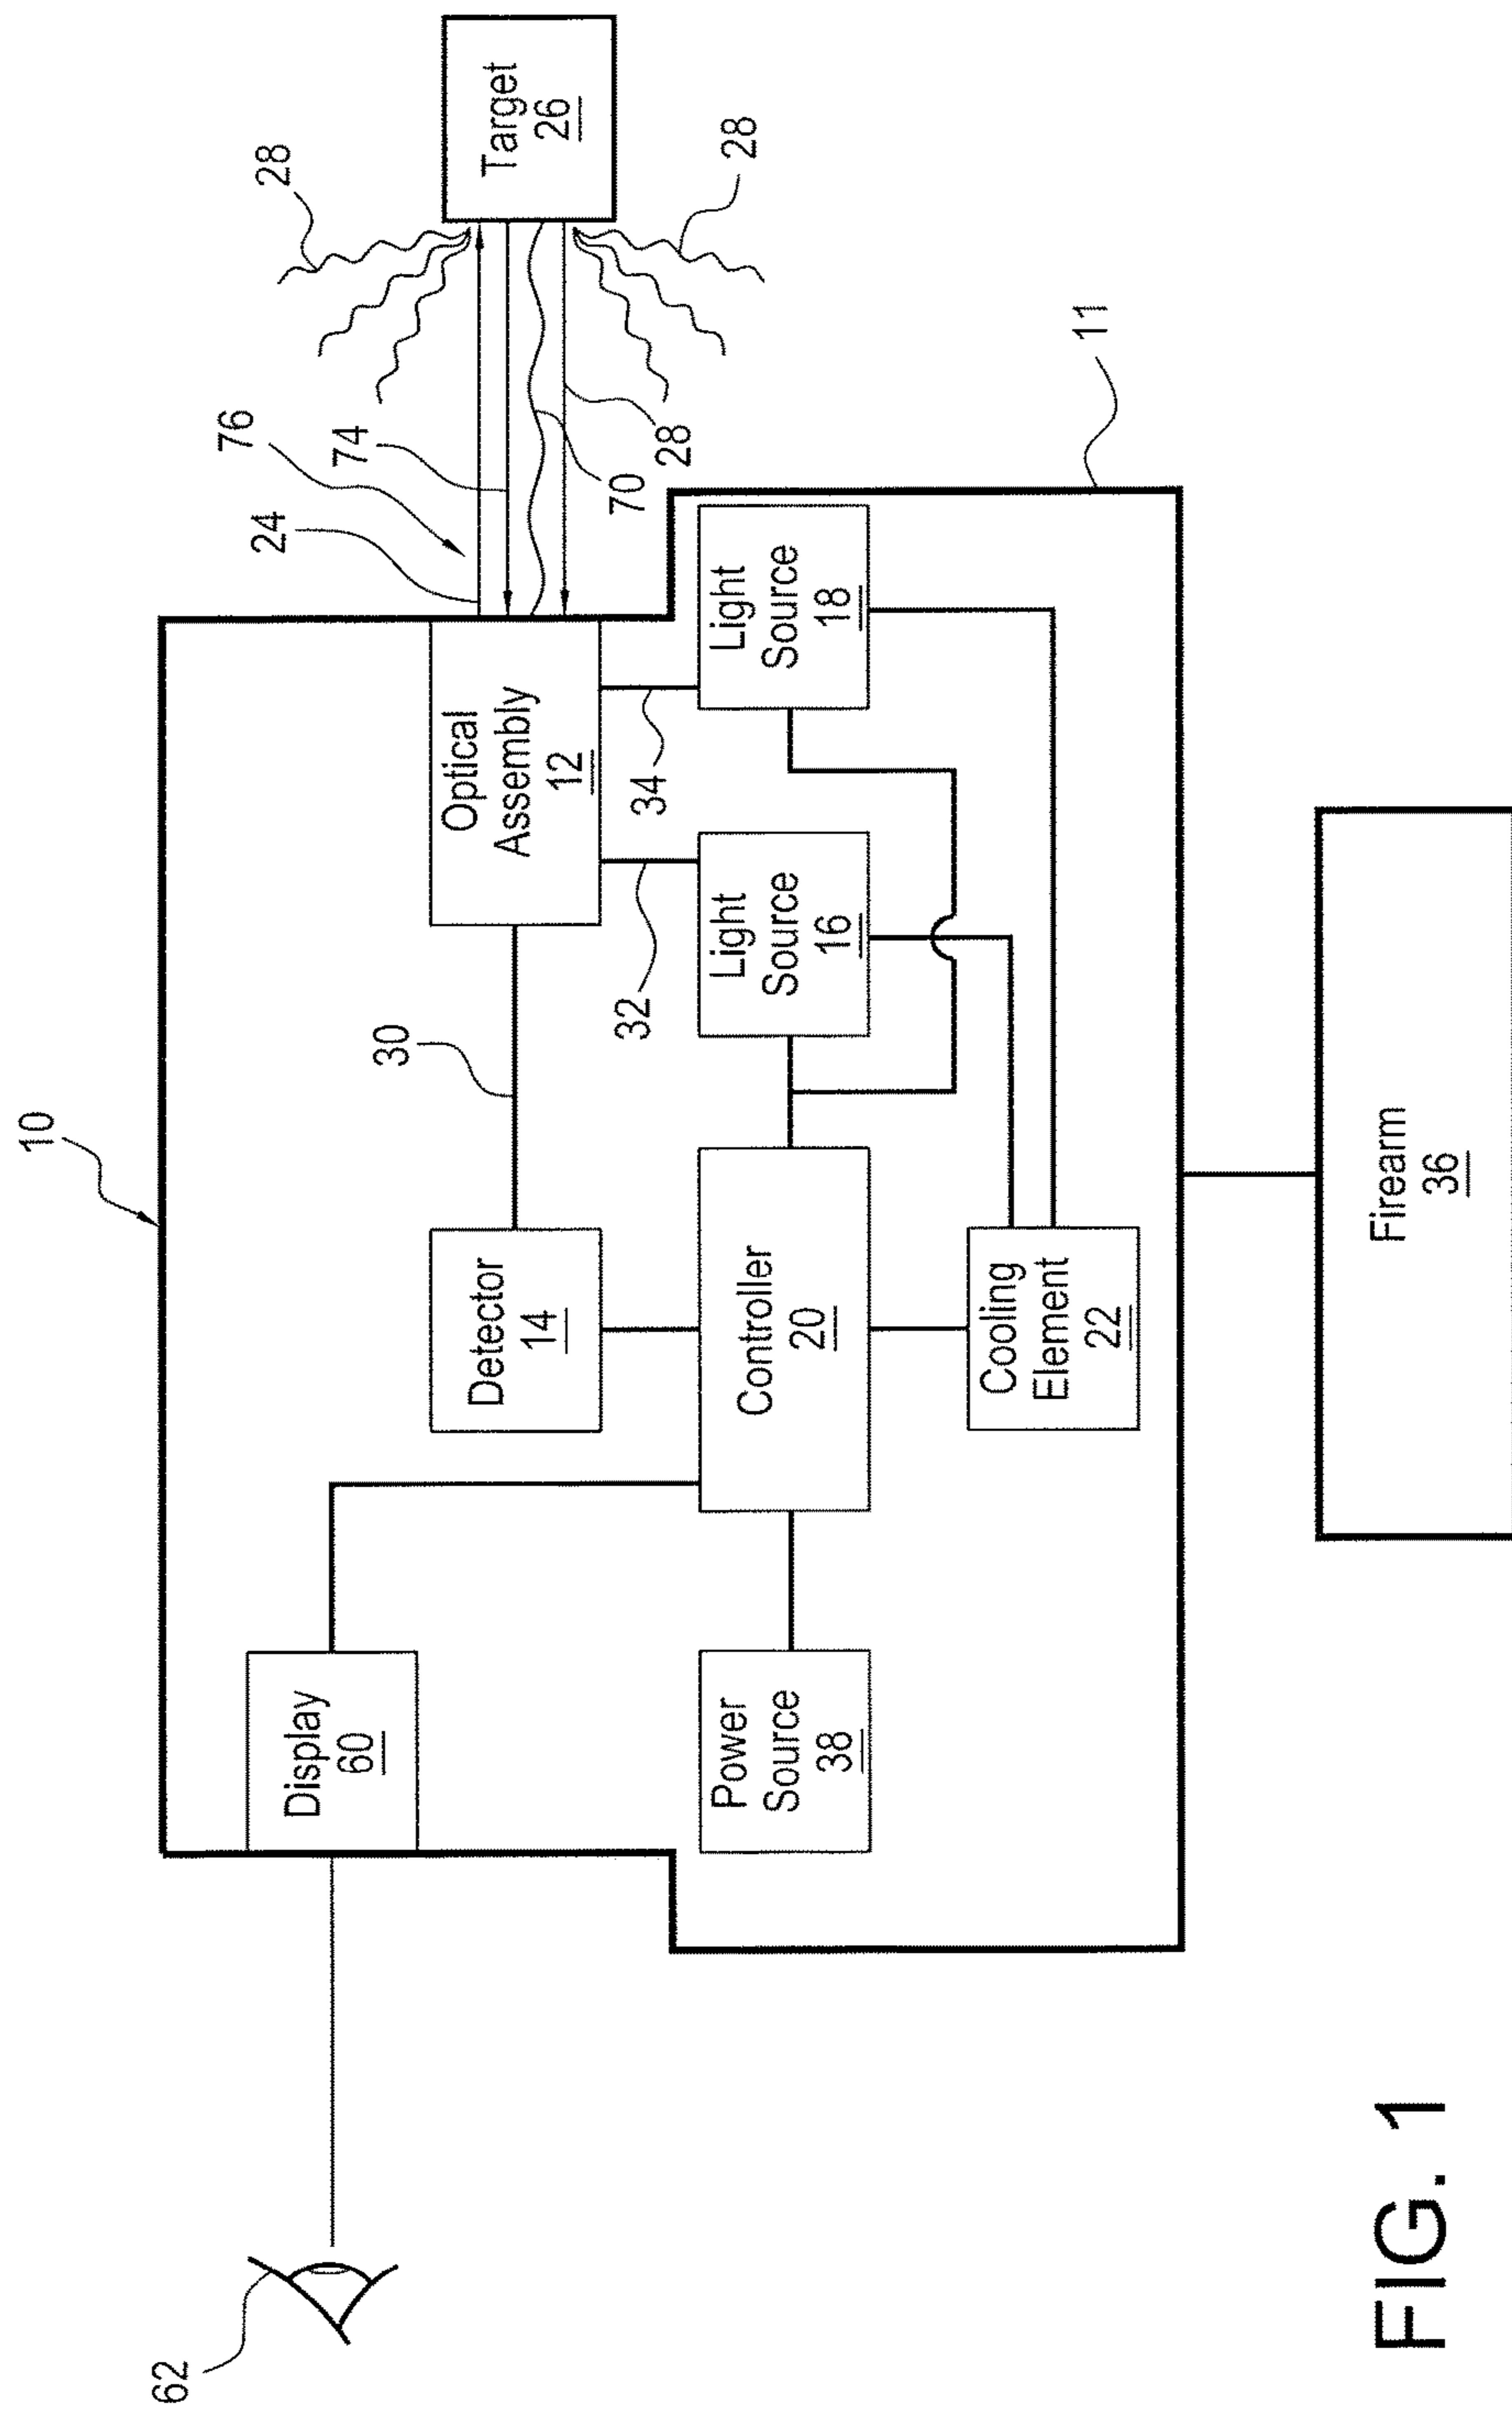 10
62
Display
60
30
Optical
Assembly
12
24
76
74
28
Target
26
28
28
70
Detector
14
32
34
Power
Source
38
Controller
20
Light
Source
16
Light
Source
18
11
Cooling
Element
22
Firearm
36
FIG. 1